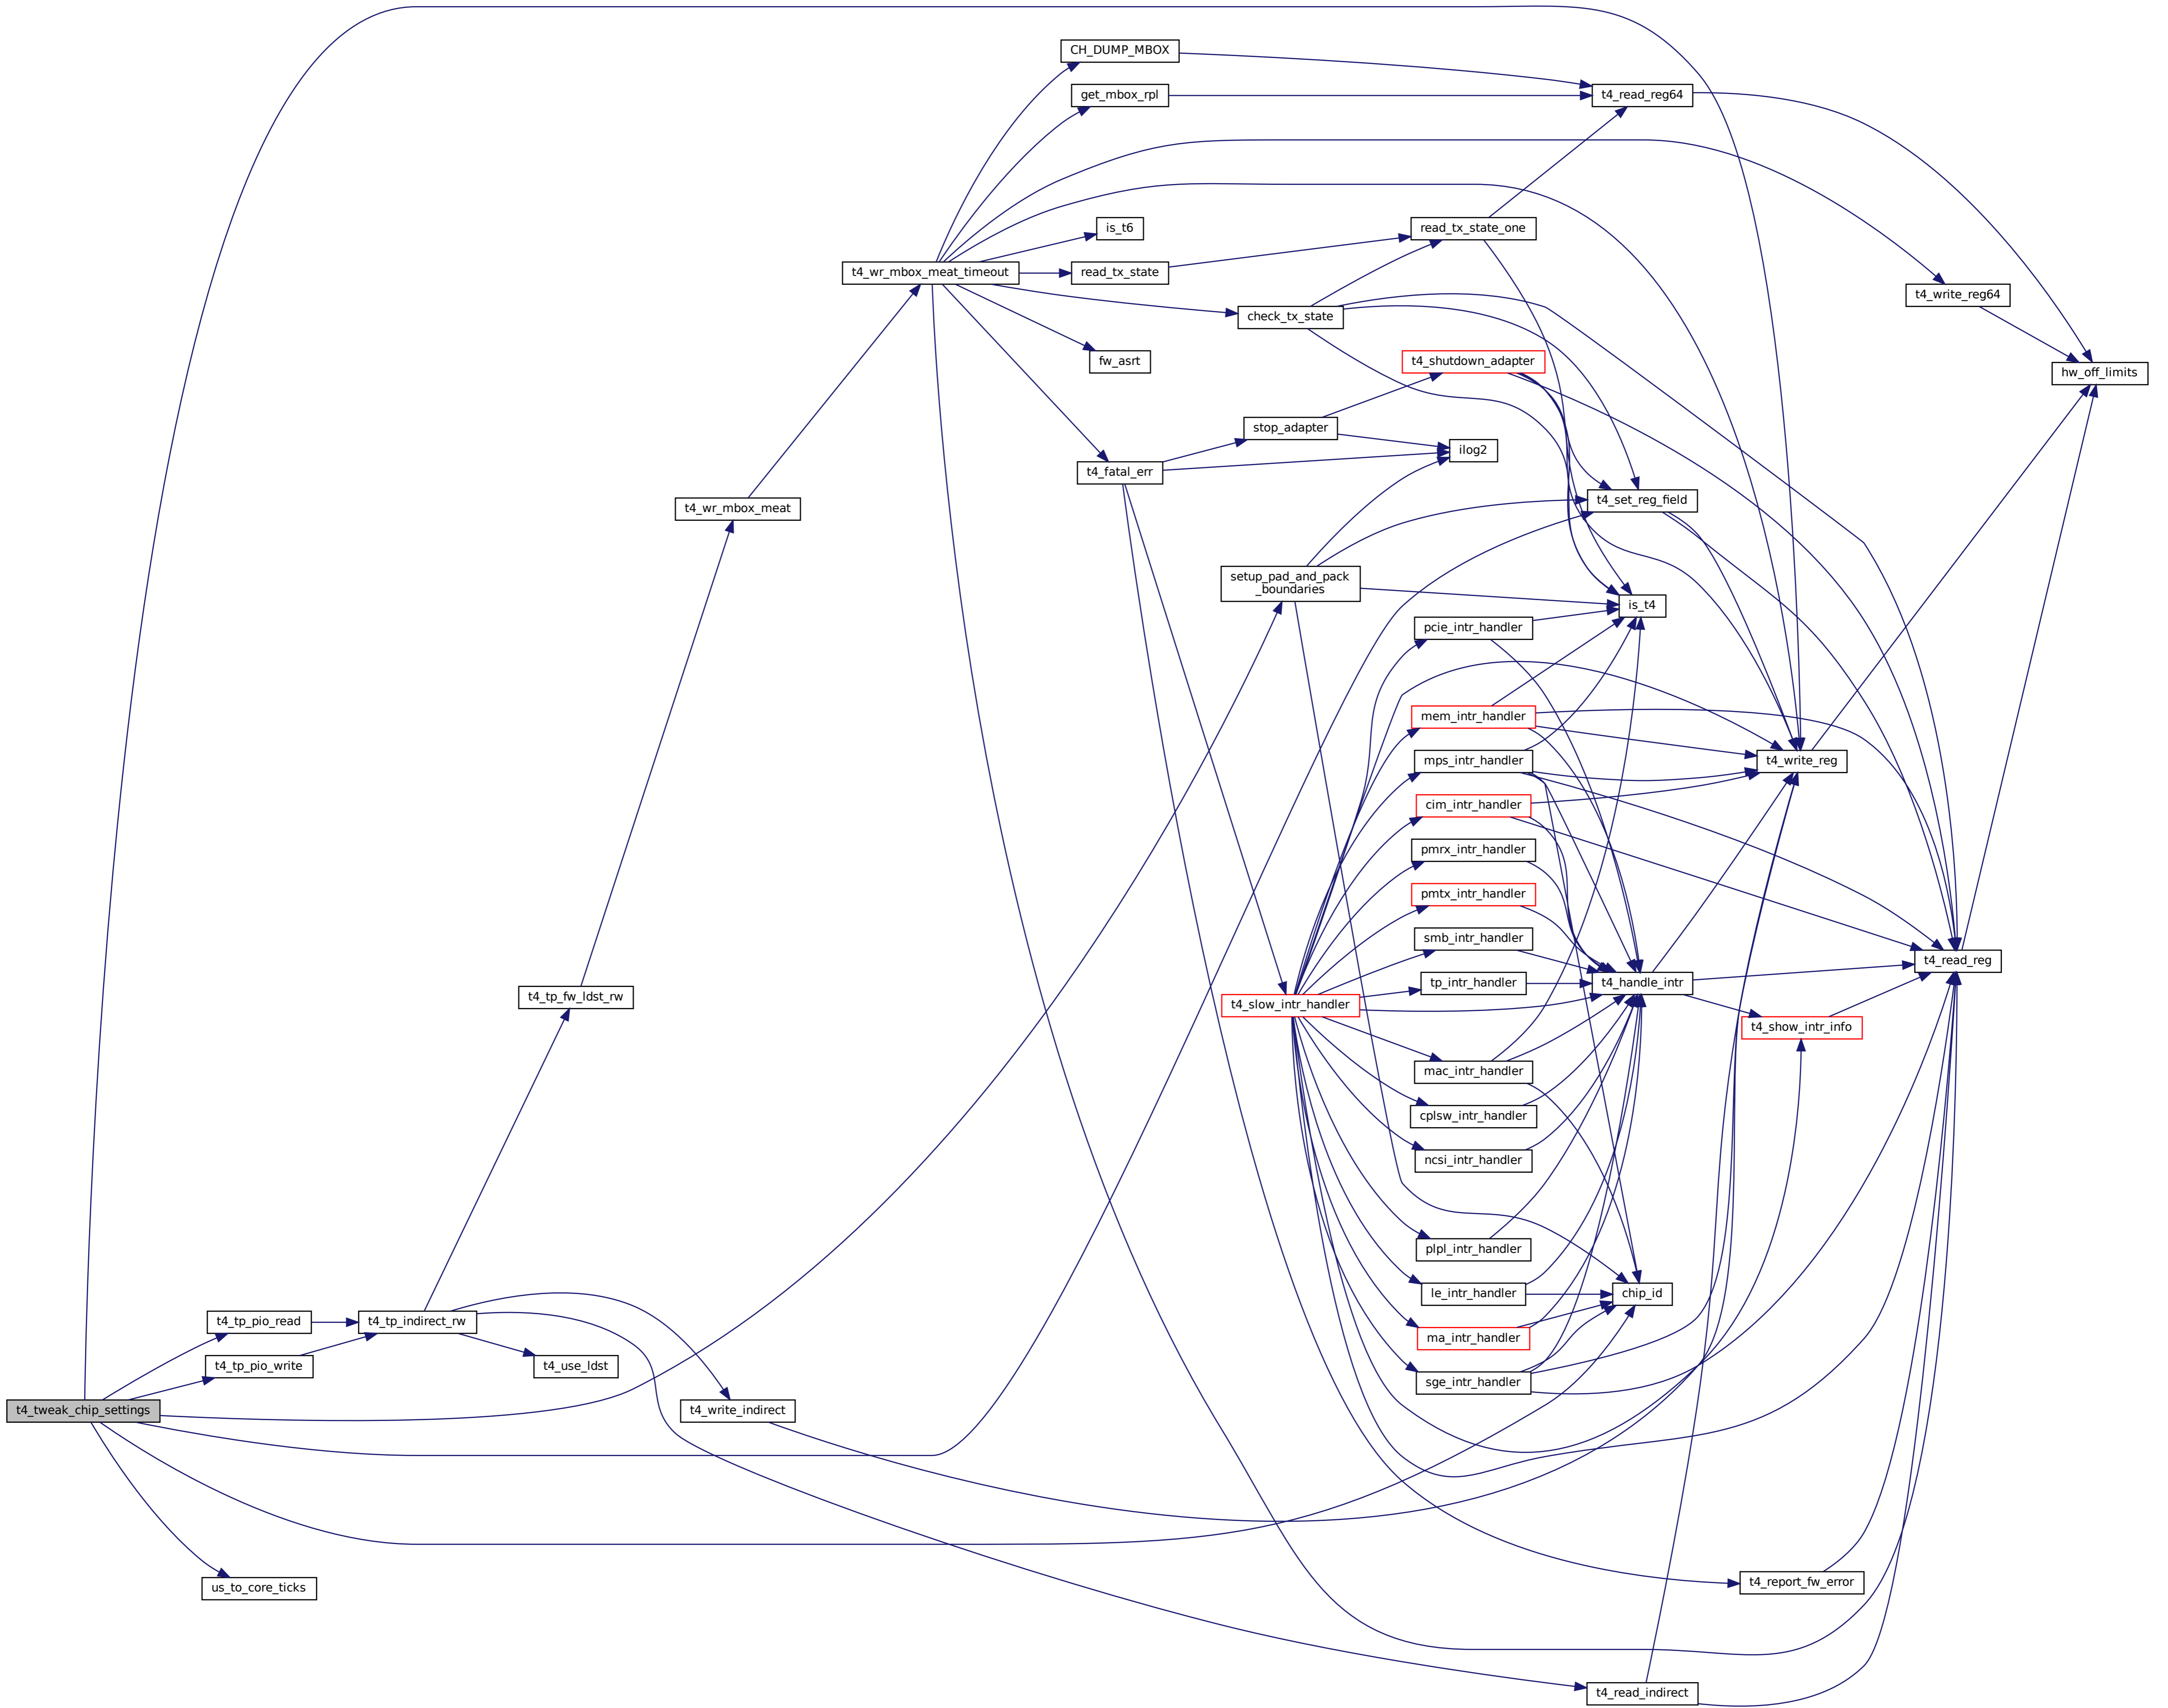 CH_DUMP_MBOX
get_mbox_rpl
t4_read_reg64
is_t6
read_tx_state_one
t4_wr_mbox_meat_timeout
read_tx_state
t4_write_reg64
check_tx_state
fw_asrt
t4_shutdown_adapter
hw_off_limits
stop_adapter
ilog2
t4_fatal_err
t4_set_reg_field
t4_wr_mbox_meat
setup_pad_and_pack
_boundaries
is_t4
pcie_intr_handler
mem_intr_handler
mps_intr_handler
t4_write_reg
cim_intr_handler
pmrx_intr_handler
pmtx_intr_handler
smb_intr_handler
t4_read_reg
tp_intr_handler
t4_handle_intr
t4_tp_fw_ldst_rw
t4_slow_intr_handler
t4_show_intr_info
mac_intr_handler
cplsw_intr_handler
ncsi_intr_handler
plpl_intr_handler
le_intr_handler
chip_id
t4_tp_pio_read
t4_tp_indirect_rw
ma_intr_handler
t4_tp_pio_write
t4_use_ldst
sge_intr_handler
t4_tweak_chip_settings
t4_write_indirect
us_to_core_ticks
t4_report_fw_error
t4_read_indirect